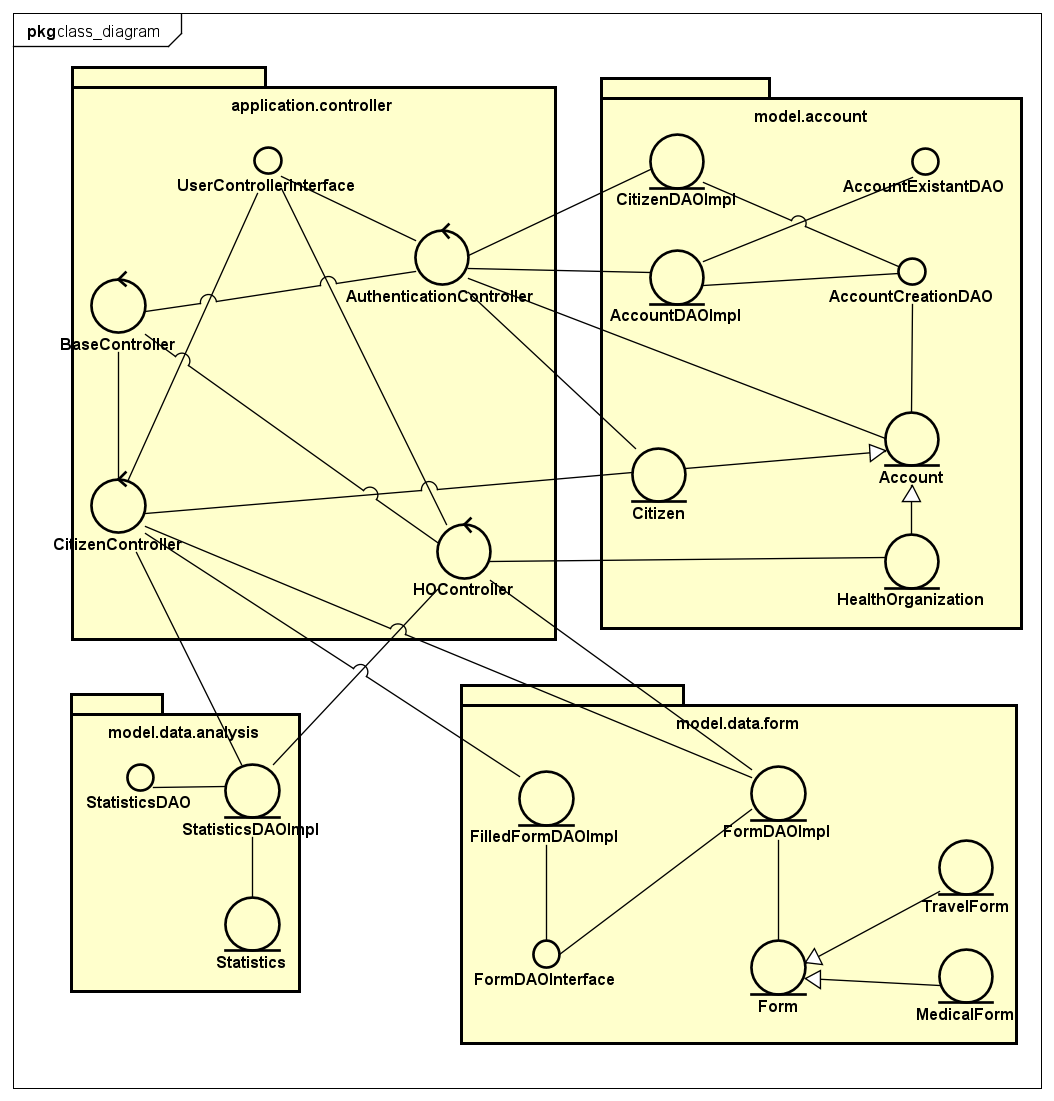 pkg class_diagram
application.controller
model.account
UserControllerInterface
CitizenDAOImpl
AccountExistantDAO
AuthenticationController
AccountDAOImpl
AccountCreationDAO
BaseController
Account
Citizen
CitizenController
HOController
HealthOrganization
model.data.analysis
model.data.form
StatisticsDAO
StatisticsDAOImpl
FilledFormDAOImpl
FormDAOImpl
TravelForm
Statistics
FormDAOInterface
Form
MedicalForm